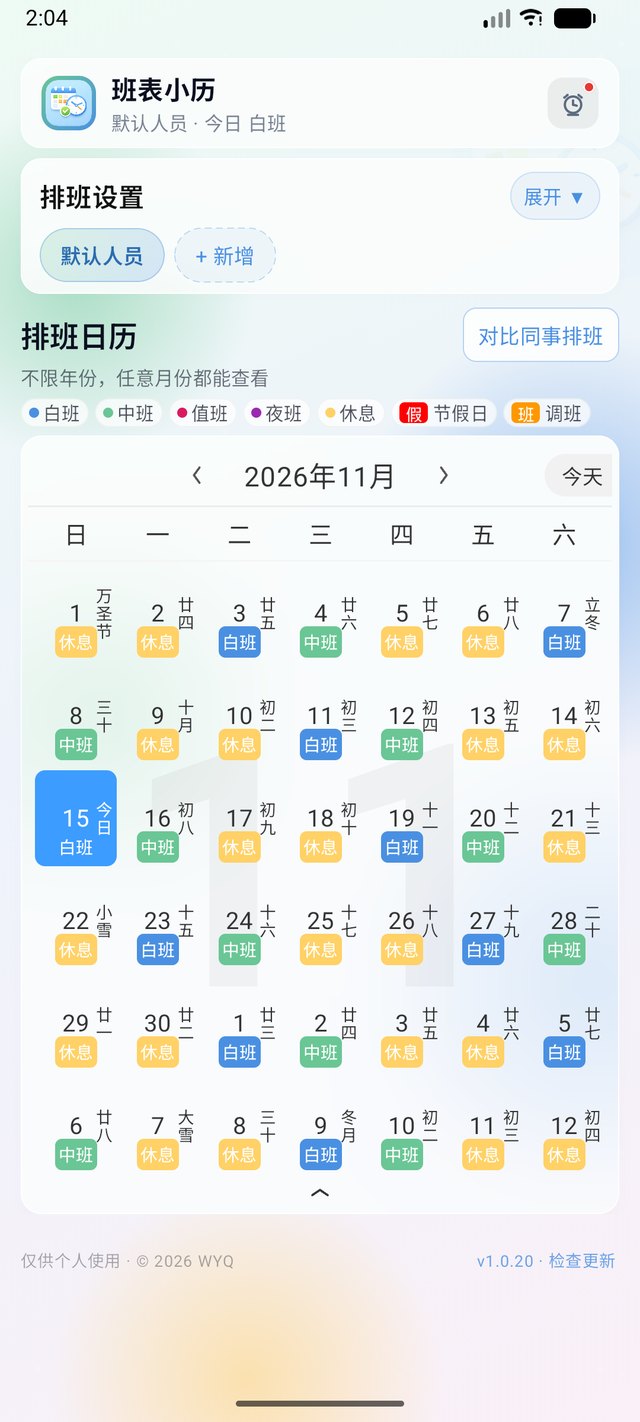 2:04
班表小历
默认人员 · 今日 白班
排班设置
展开 ▼
默认人员
+ 新增
排班日历
对比同事排班
不限年份，任意月份都能查看
白班 中班 值班 夜班 休息 假 节假日 班 调班
2026年11月
今天
日 一 二 三 四 五 六
1 万圣节 2 廿四 3 廿五 4 廿六 5 廿七 6 廿八 7 立冬
休息 休息 白班 中班 休息 休息 白班
8 三十 9 十月 10 初二 11 初三 12 初四 13 初五 14 初六
中班 休息 休息 白班 中班 休息 休息
15 今日 16 初八 17 初九 18 初十 19 十一 20 十二 21 十三
白班 中班 休息 休息 白班 中班 休息
22 小雪 23 十五 24 十六 25 十七 26 十八 27 十九 28 二十
休息 白班 中班 休息 休息 白班 中班
29 廿一 30 廿二 1 廿三 2 廿四 3 廿五 4 廿六 5 廿七
休息 休息 白班 中班 休息 休息 白班
6 廿八 7 大雪 8 三十 9 冬月 10 初二 11 初三 12 初四
中班 休息 休息 白班 中班 休息 休息
11
仅供个人使用 · © 2026 WYQ
v1.0.20 · 检查更新